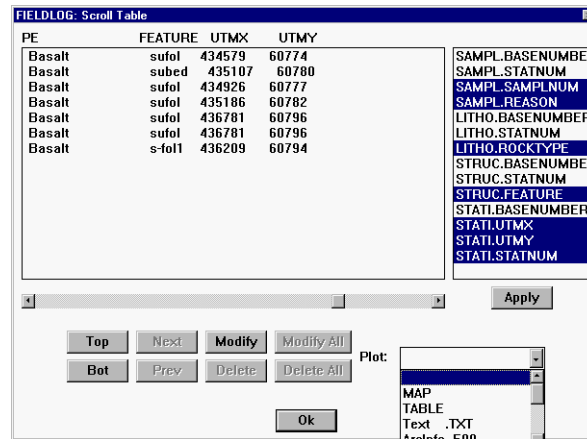 FIELDLOG: Scroll Table
PE FEATURE UTMX UTMY
Basalt sufol 434579 60774
Basalt subed 435107 60780
Basalt sufol 434926 60777
Basalt sufol 435186 60782
Basalt sufol 436781 60796
Basalt sufol 436781 60796
Basalt s-fol1 436209 60794
SAMPL.BASENUMBE
SAMPL.STATNUM
SAMPL.SAMPLNUM
SAMPL.REASON
LITHO.BASENUMBER
LITHO.STATNUM
LITHO.ROCKTYPE
STRUC.BASENUMBE
STRUC.STATNUM
STRUC.FEATURE
STATI.BASENUMBER
STATI.UTMX
STATI.UTMY
STATI.STATNUM
Apply
Top Next Modify Modify All
Bot Prev Delete Delete All
Plot:
MAP
TABLE
Text .TXT
ArcInfo .E00
Ok